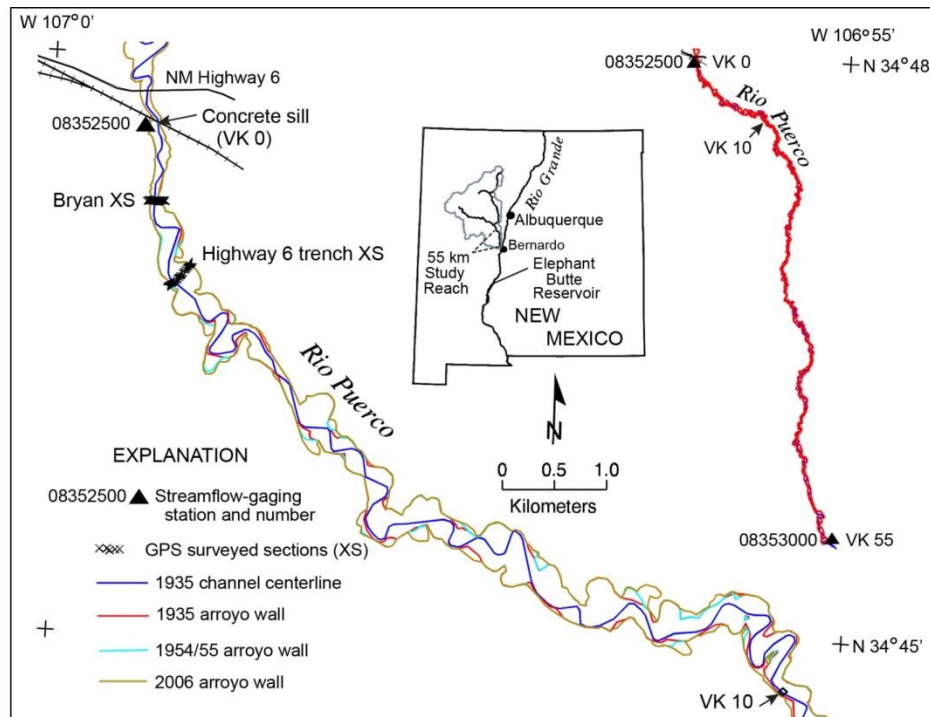 W 107° 0'
W 106° 55'
N 34° 48'
NM Highway 6
08352500
Concrete sill
(VK 0)
Bryan XS
Highway 6 trench XS
Rio Puerco
08352500
VK 0
Rio Puerco
VK 10
Rio Grande
Albuquerque
Bernardo
55 km
Study
Reach
Elephant
Butte
Reservoir
NEW
MEXICO
N
0 0.5 1.0
Kilometers
08353000
VK 55
EXPLANATION
08352500 Streamflow-gaging
station and number
GPS surveyed sections (XS)
1935 channel centerline
1935 arroyo wall
1954/55 arroyo wall
2006 arroyo wall
N 34° 45'
VK 10